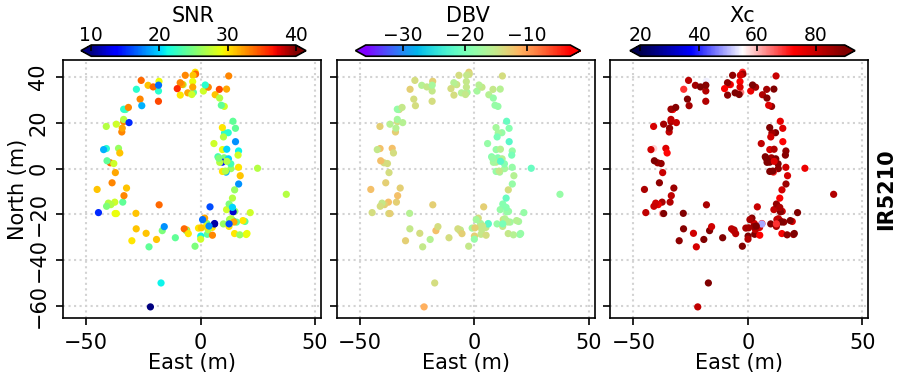 SNR DBV Xc
10 20 30 40 −30 −20 −10 20 40 60 80
North (m)
40
20
0
−20
−40
−60
−50 0 50 −50 0 50 −50 0 50
East (m) East (m) East (m)
IR5210